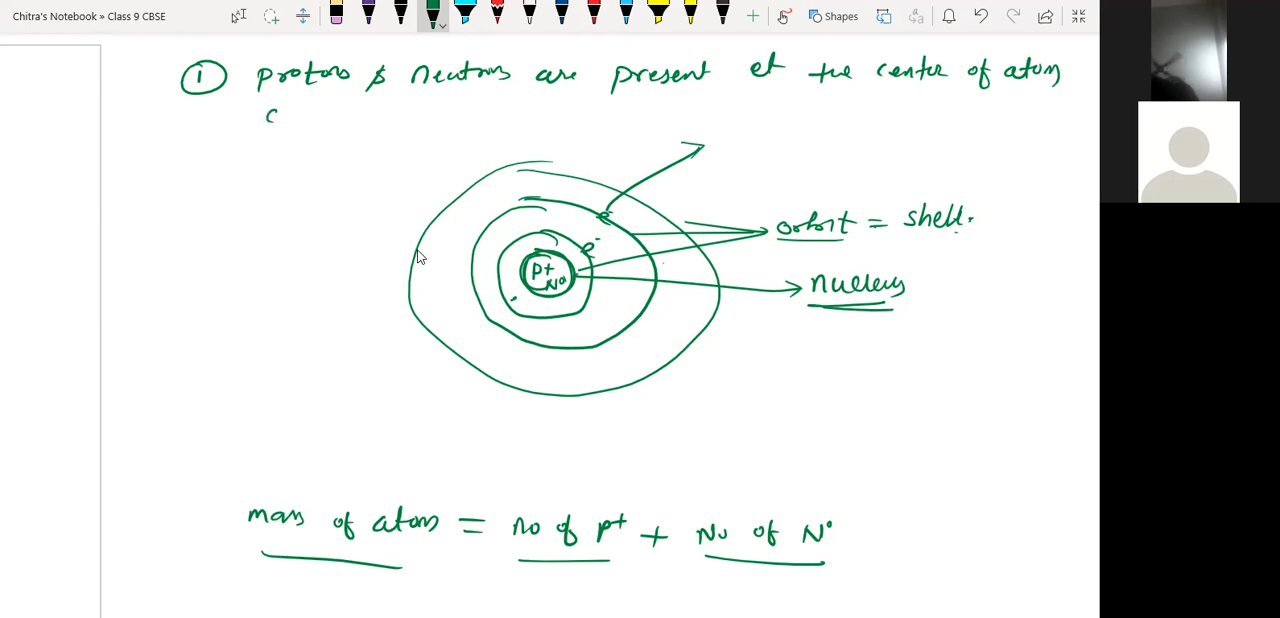 Chitra's Notebook » Class 9 CBSE
Shapes
① protons & neutrons are present at the center of atom
c
e-
e-
orbit = shell.
P+
N°
nucleus
mass of atom = no of p+ + No of N°